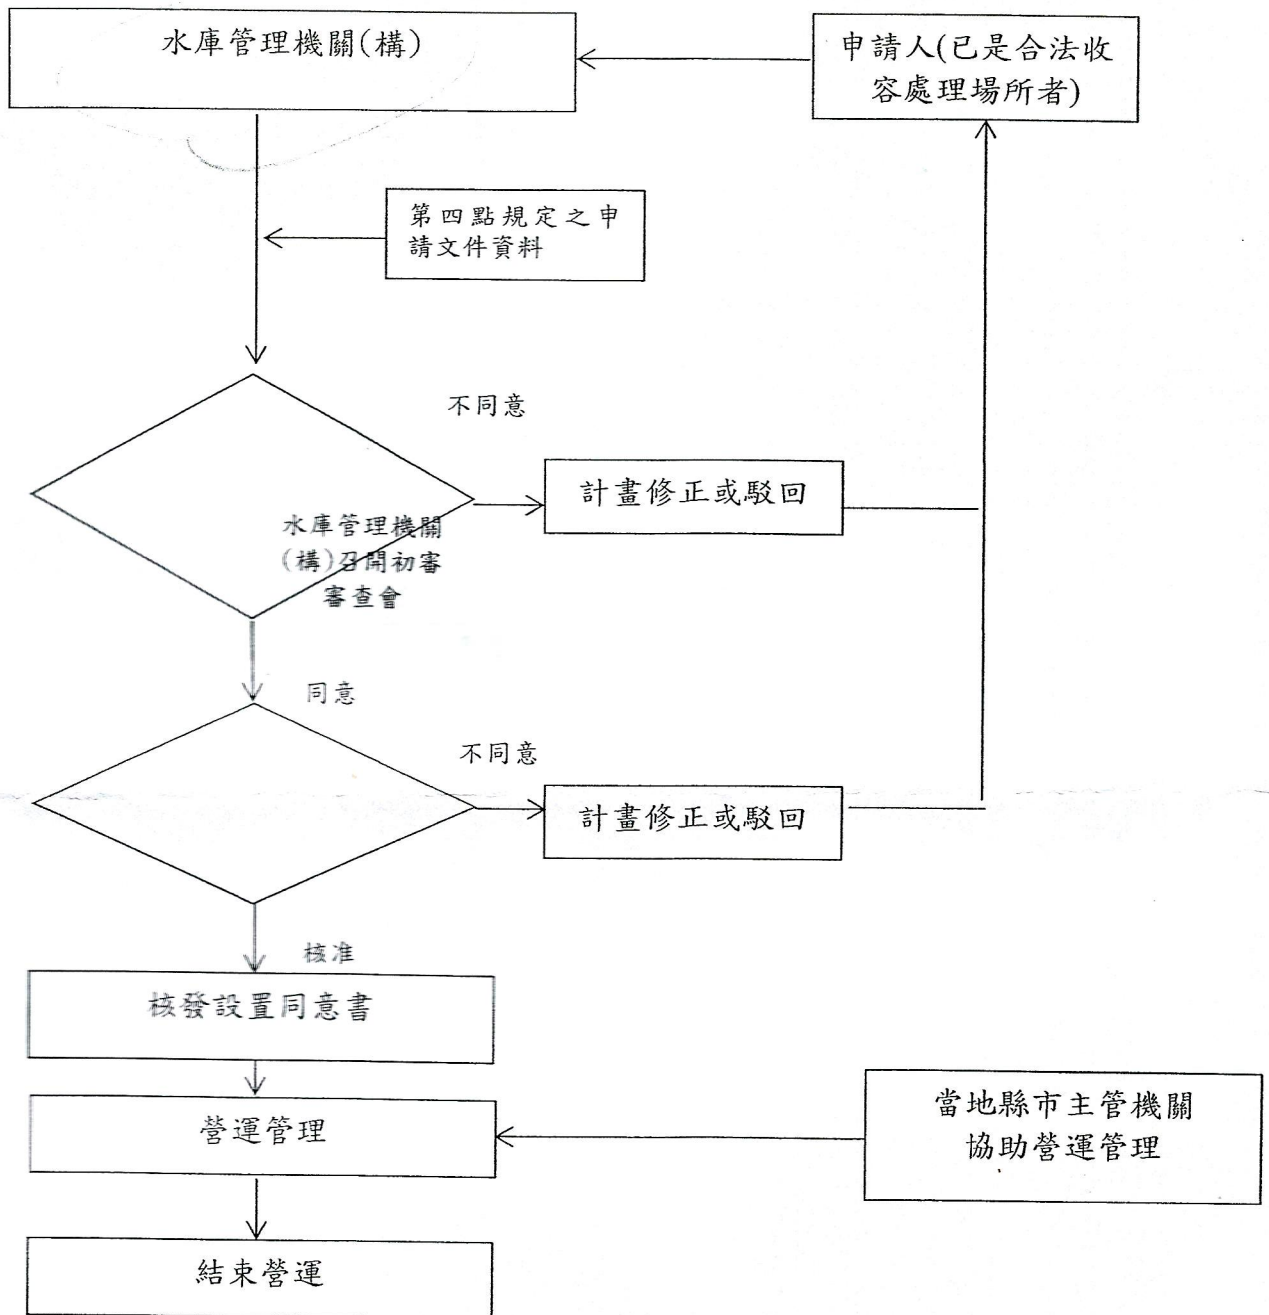 水庫管理機關(構)
申請人(已是合法收
容處理場所者)
第四點規定之申
請文件資料
不同意
計畫修正或駁回
水庫管理機關
(構)召開初審
審查會
同意
不同意
計畫修正或駁回
核准
核發設置同意書
營運管理
當地縣市主管機關
協助營運管理
結束營運